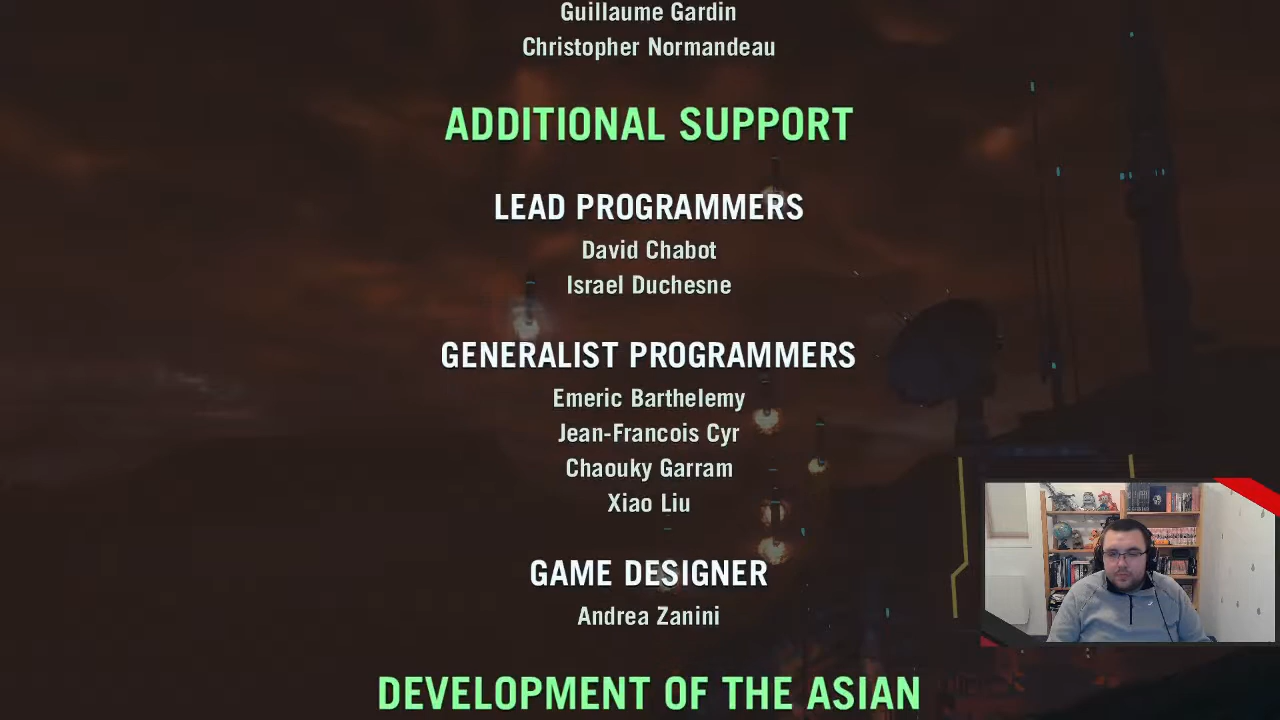 Guillaume Gardin
Christopher Normandeau
ADDITIONAL SUPPORT
LEAD PROGRAMMERS
David Chabot
Israel Duchesne
GENERALIST PROGRAMMERS
Emeric Barthelemy
Jean-Francois Cyr
Chaouky Garram
Xiao Liu
GAME DESIGNER
Andrea Zanini
DEVELOPMENT OF THE ASIAN